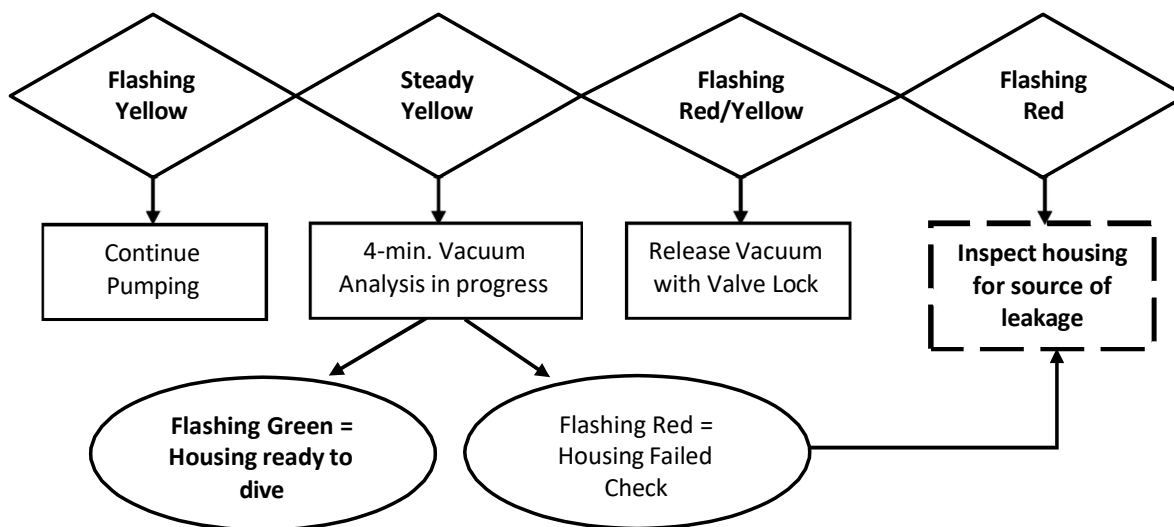 Flashing
Yellow
Steady
Yellow
Flashing
Red/Yellow
Flashing
Red
Continue
Pumping
4-min. Vacuum
Analysis in progress
Release Vacuum
with Valve Lock
Inspect housing
for source of
leakage
Flashing Green =
Housing ready to
dive
Flashing Red =
Housing Failed
Check